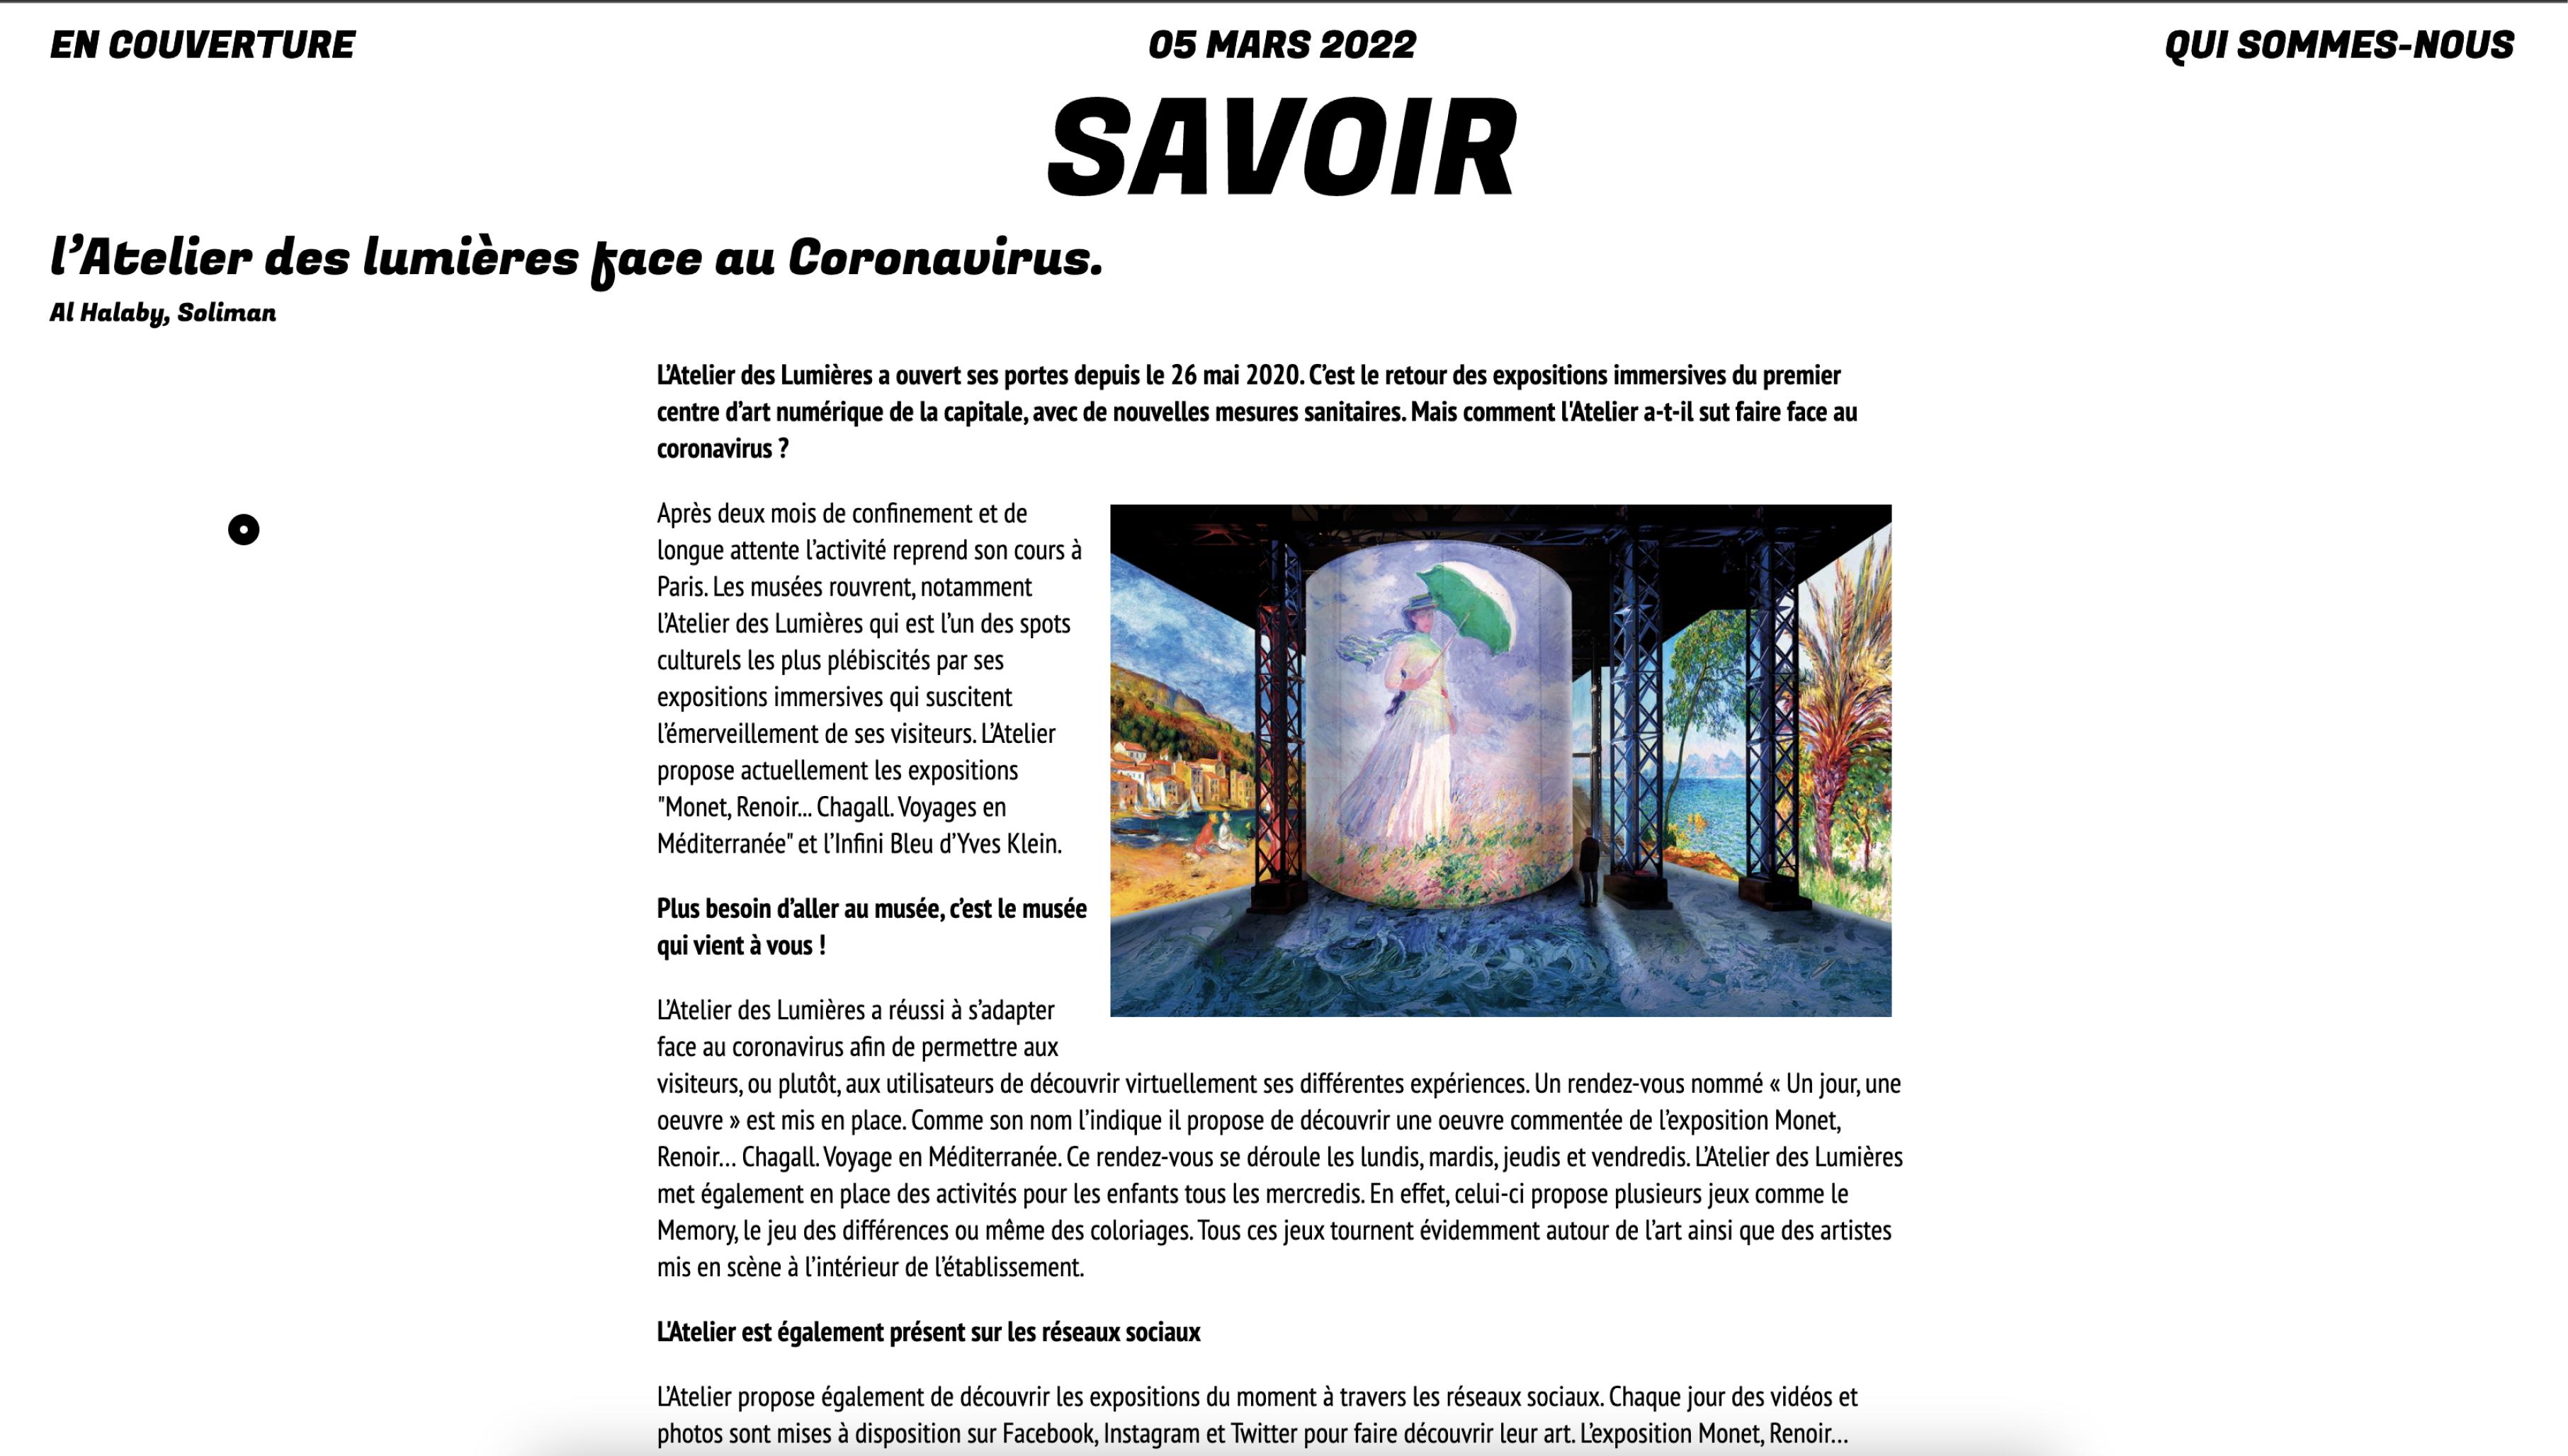 EN COUVERTURE
05 MARS 2022
QUI SOMMES-NOUS
SAVOIR
l’Atelier des lumières face au Coronavirus.
Al Halaby, Soliman
L’Atelier des Lumières a ouvert ses portes depuis le 26 mai 2020. C’est le retour des expositions immersives du premier
centre d’art numérique de la capitale, avec de nouvelles mesures sanitaires. Mais comment l'Atelier a-t-il sut faire face au
coronavirus ?
Après deux mois de confinement et de
longue attente l’activité reprend son cours à
Paris. Les musées rouvrent, notamment
l’Atelier des Lumières qui est l’un des spots
culturels les plus plébiscités par ses
expositions immersives qui suscitent
l’émerveillement de ses visiteurs. L’Atelier
propose actuellement les expositions
"Monet, Renoir... Chagall. Voyages en
Méditerranée" et l’Infini Bleu d’Yves Klein.
Plus besoin d’aller au musée, c’est le musée
qui vient à vous !
L’Atelier des Lumières a réussi à s’adapter
face au coronavirus afin de permettre aux
visiteurs, ou plutôt, aux utilisateurs de découvrir virtuellement ses différentes expériences. Un rendez-vous nommé « Un jour, une
oeuvre » est mis en place. Comme son nom l’indique il propose de découvrir une oeuvre commentée de l’exposition Monet,
Renoir… Chagall. Voyage en Méditerranée. Ce rendez-vous se déroule les lundis, mardis, jeudis et vendredis. L’Atelier des Lumières
met également en place des activités pour les enfants tous les mercredis. En effet, celui-ci propose plusieurs jeux comme le
Memory, le jeu des différences ou même des coloriages. Tous ces jeux tournent évidemment autour de l’art ainsi que des artistes
mis en scène à l’intérieur de l’établissement.
L'Atelier est également présent sur les réseaux sociaux
L’Atelier propose également de découvrir les expositions du moment à travers les réseaux sociaux. Chaque jour des vidéos et
photos sont mises à disposition sur Facebook, Instagram et Twitter pour faire découvrir leur art. L’exposition Monet, Renoir…